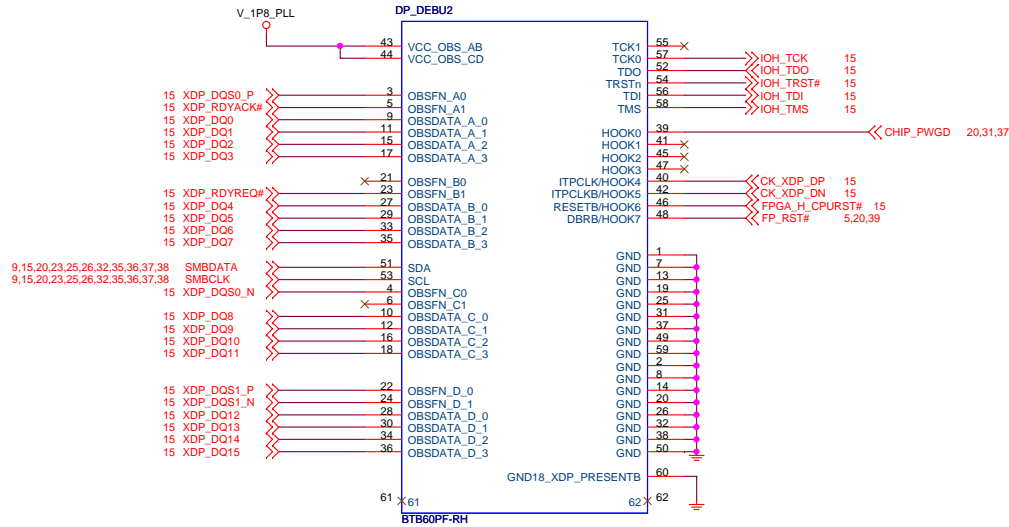 DP_DEBU2
V_1P8_PLL
43 VCC_OBS_AB
44 VCC_OBS_CD
15 XDP_DQS0_P 3 OBSFN_A0
15 XDP_RDYACK# 5 OBSFN_A1
15 XDP_DQ0 9 OBSDATA_A_0
15 XDP_DQ1 11 OBSDATA_A_1
15 XDP_DQ2 15 OBSDATA_A_2
15 XDP_DQ3 17 OBSDATA_A_3
21 OBSFN_B0
15 XDP_RDYREQ# 23 OBSFN_B1
15 XDP_DQ4 27 OBSDATA_B_0
15 XDP_DQ5 29 OBSDATA_B_1
15 XDP_DQ6 33 OBSDATA_B_2
15 XDP_DQ7 35 OBSDATA_B_3
9,15,20,23,25,26,32,35,36,37,38 SMBDATA 51 SDA
9,15,20,23,25,26,32,35,36,37,38 SMBCLK 53 SCL
15 XDP_DQS0_N 4 OBSFN_C0
6 OBSFN_C1
15 XDP_DQ8 10 OBSDATA_C_0
15 XDP_DQ9 12 OBSDATA_C_1
15 XDP_DQ10 16 OBSDATA_C_2
15 XDP_DQ11 18 OBSDATA_C_3
15 XDP_DQS1_P 22 OBSFN_D_0
15 XDP_DQS1_N 24 OBSFN_D_1
15 XDP_DQ12 28 OBSDATA_D_0
15 XDP_DQ13 30 OBSDATA_D_1
15 XDP_DQ14 34 OBSDATA_D_2
15 XDP_DQ15 36 OBSDATA_D_3
61 61
TCK1 55
TCK0 57 IOH_TCK 15
TDO 52 IOH_TDO 15
TRSTn 54 IOH_TRST# 15
TDI 56 IOH_TDI 15
TMS 58 IOH_TMS 15
HOOK0 39 CHIP_PWGD 20,31,37
HOOK1 41
HOOK2 45
HOOK3 47
ITPCLK/HOOK4 40 CK_XDP_DP 15
ITPCLKB/HOOK5 42 CK_XDP_DN 15
RESETB/HOOK6 46 FPGA_H_CPURST# 15
DBRB/HOOK7 48 FP_RST# 5,20,39
GND 1
GND 7
GND 13
GND 19
GND 25
GND 31
GND 37
GND 49
GND 59
GND 2
GND 8
GND 14
GND 20
GND 26
GND 32
GND 38
GND 50
GND18_XDP_PRESENTB 60
62 62
BTB60PF-RH